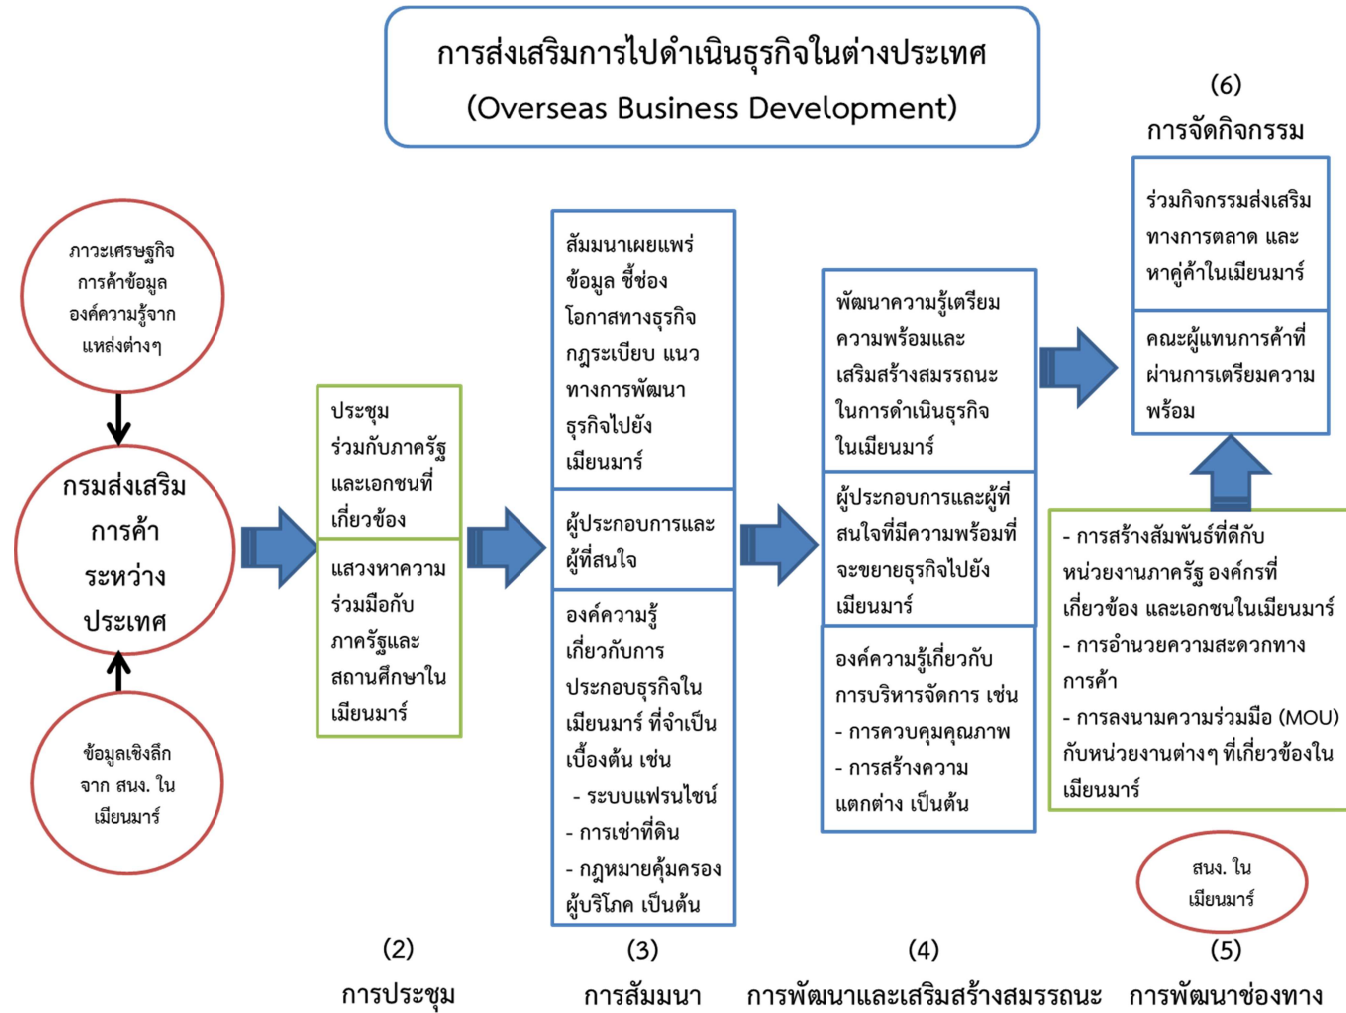 การส่งเสริมการไปดำเนินธุรกิจในต่างประเทศ
(Overseas Business Development)
ภาวะเศรษฐกิจ
การค้าข้อมูล
องค์ความรู้จาก
แหล่งต่างๆ
กรมส่งเสริม
การค้า
ระหว่าง
ประเทศ
ข้อมูลเชิงลึก
จาก สนง. ใน
เมียนมาร์
ประชุม
ร่วมกับภาครัฐ
และเอกชนที่
เกี่ยวข้อง
แสวงหาความ
ร่วมมือกับ
ภาครัฐและ
สถานศึกษาใน
เมียนมาร์
(2)
การประชุม
สัมมนาเผยแพร่
ข้อมูล ชี้ช่อง
โอกาสทางธุรกิจ
กฎระเบียบ แนว
ทางการพัฒนา
ธุรกิจไปยัง
เมียนมาร์
ผู้ประกอบการและ
ผู้ที่สนใจ
องค์ความรู้
เกี่ยวกับการ
ประกอบธุรกิจใน
เมียนมาร์ ที่จำเป็น
เบื้องต้น เช่น
- ระบบแฟรนไชน์
- การเช่าที่ดิน
- กฎหมายคุ้มครอง
ผู้บริโภค เป็นต้น
(3)
การสัมมนา
พัฒนาความรู้เตรียม
ความพร้อมและ
เสริมสร้างสมรรถนะ
ในการดำเนินธุรกิจ
ในเมียนมาร์
ผู้ประกอบการและผู้ที่
สนใจที่มีความพร้อมที่
จะขยายธุรกิจไปยัง
เมียนมาร์
องค์ความรู้เกี่ยวกับ
การบริหารจัดการ เช่น
- การควบคุมคุณภาพ
- การสร้างความ
แตกต่าง เป็นต้น
(4)
การพัฒนาและเสริมสร้างสมรรถนะ
(6)
การจัดกิจกรรม
ร่วมกิจกรรมส่งเสริม
ทางการตลาด และ
หาคู่ค้าในเมียนมาร์
คณะผู้แทนการค้าที่
ผ่านการเตรียมความ
พร้อม
- การสร้างสัมพันธ์ที่ดีกับ
หน่วยงานภาครัฐ องค์กรที่
เกี่ยวข้อง และเอกชนในเมียนมาร์
- การอำนวยความสะดวกทาง
การค้า
- การลงนามความร่วมมือ (MOU)
กับหน่วยงานต่างๆ ที่เกี่ยวข้องใน
เมียนมาร์
สนง. ใน
เมียนมาร์
(5)
การพัฒนาช่องทาง